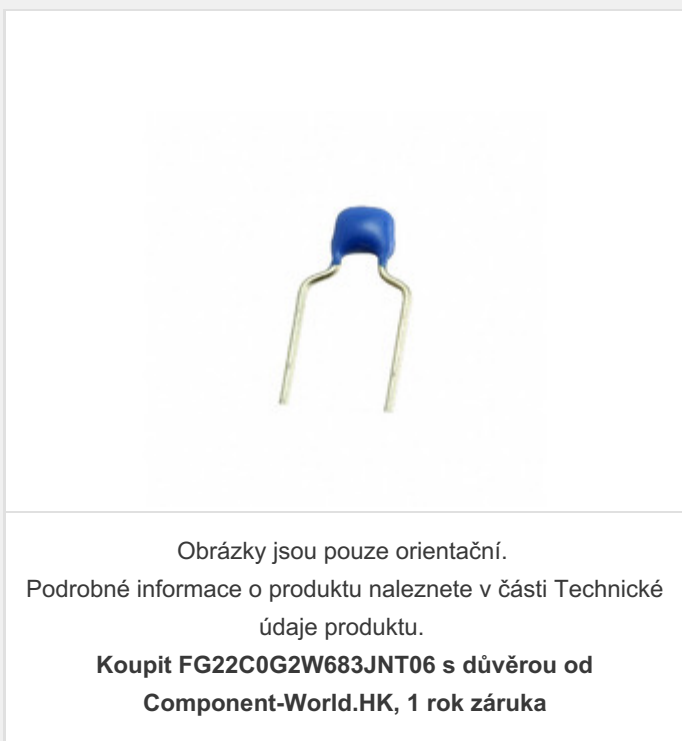 Obrázky jsou pouze orientační.
Podrobné informace o produktu naleznete v části Technické
údaje produktu.
Koupit FG22C0G2W683JNT06 s důvěrou od
Component-World.HK, 1 rok záruka